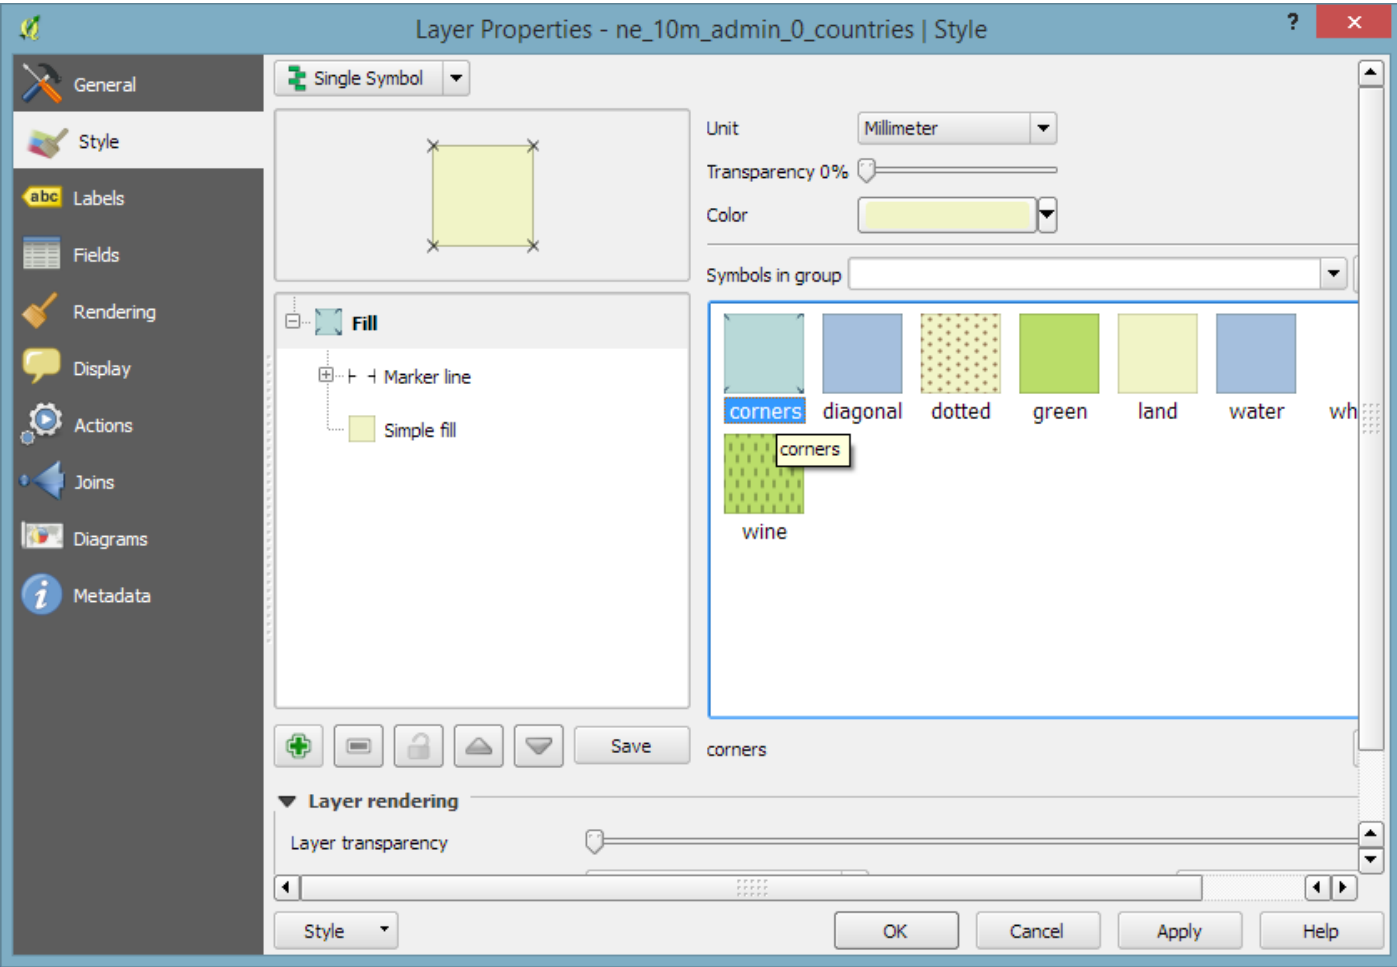 Layer Properties - ne_10m_admin_0_countries | Style
?
General
Style
abc Labels
Fields
Rendering
Display
Actions
Joins
Diagrams
Metadata
Single Symbol
Unit Millimeter
Transparency 0%
Color
Symbols in group
Fill
Marker line
Simple fill
corners diagonal dotted green land water wh
corners
wine
Save
corners
Layer rendering
Layer transparency
Style
OK Cancel Apply Help